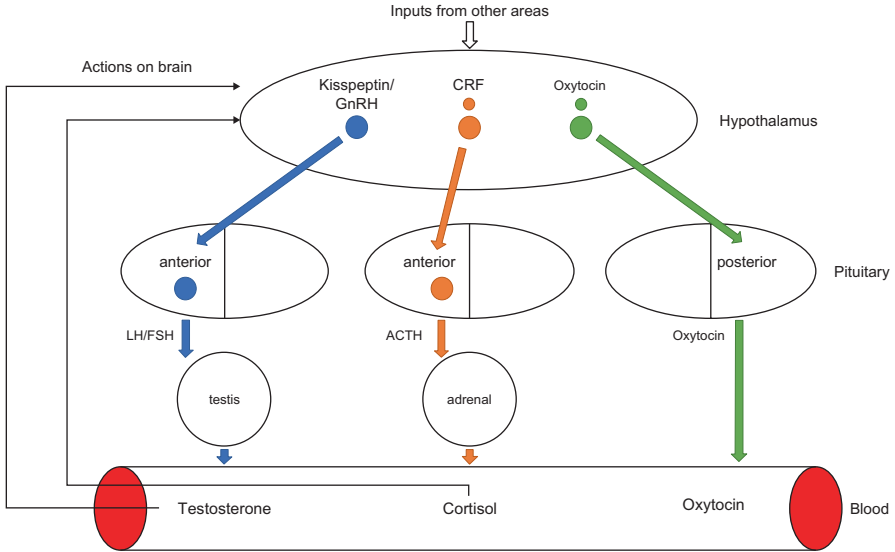 Inputs from other areas
Actions on brain
Kisspeptin/
GnRH
CRF
Oxytocin
Hypothalamus
anterior
anterior
posterior
Pituitary
LH/FSH
ACTH
Oxytocin
testis
adrenal
Testosterone
Cortisol
Oxytocin
Blood